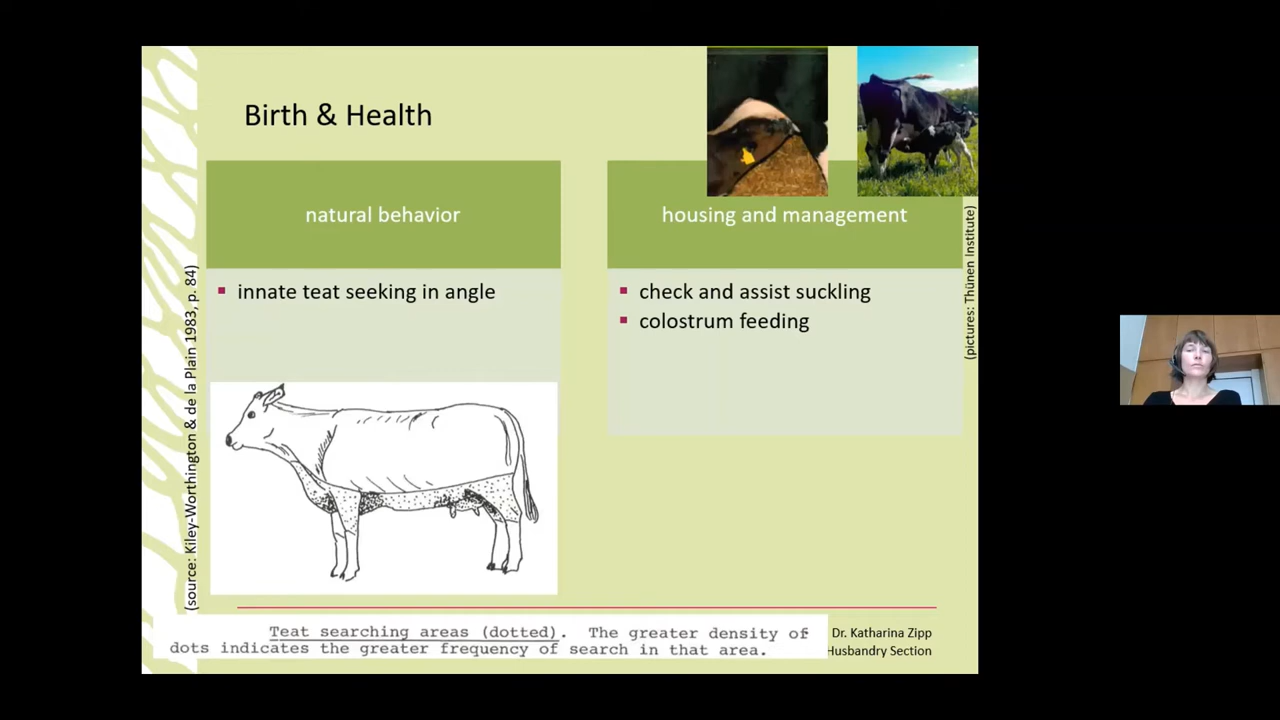 Birth & Health
natural behavior
housing and management
innate teat seeking in angle
check and assist suckling
colostrum feeding
(source: Kiley-Worthington & de la Plain 1983, p. 84)
(pictures: Thünen Institute)
Teat searching areas (dotted). The greater density of
dots indicates the greater frequency of search in that area.
Dr. Katharina Zipp
Husbandry Section